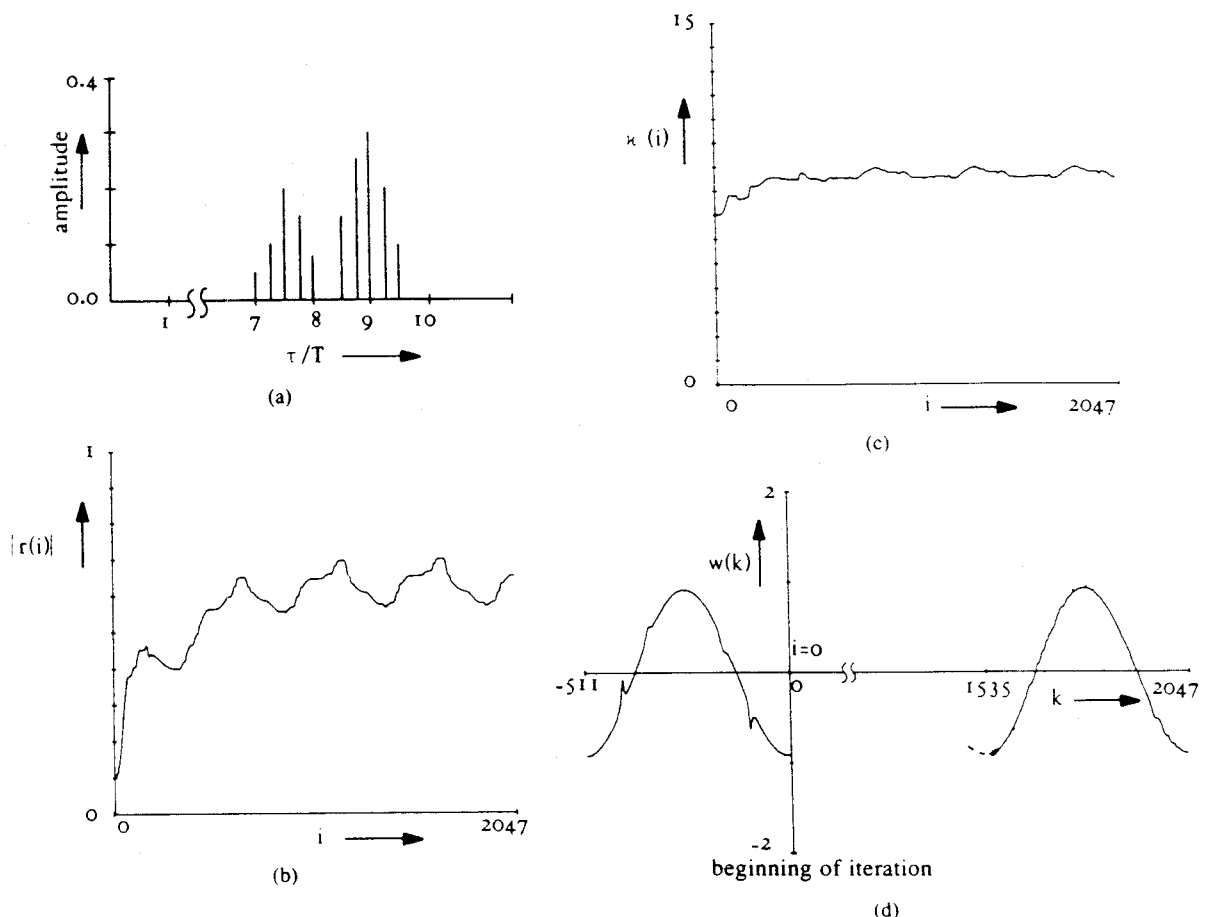 0.4
amplitude
0.0
1
7
8
9
10
τ/T
(a)
15
κ (i)
0
0
i
2047
(c)
1
|r(i)|
0
0
i
2047
(b)
2
w(k)
i=0
-511
0
1535
k
2047
-2
beginning of iteration
(d)